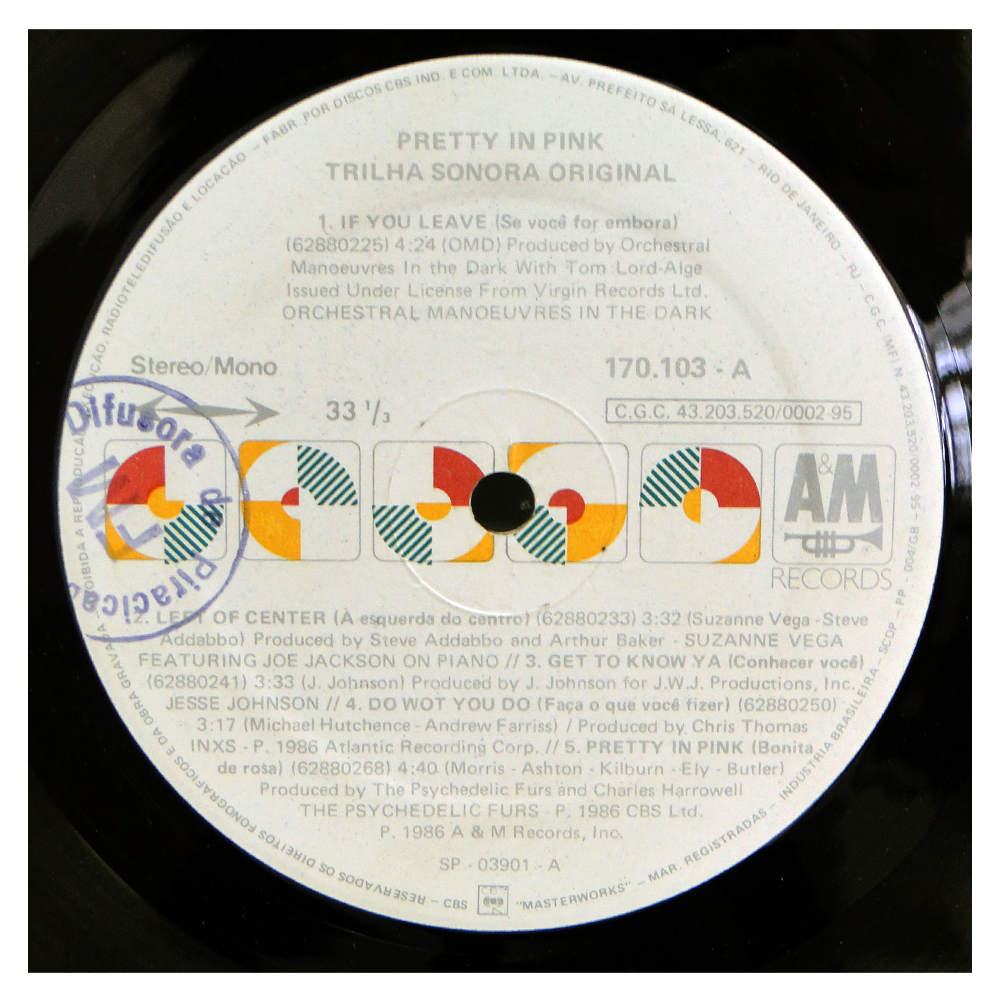 FABR. POR DISCOS CBS IND. E COM. LTDA. – AV. PREFEITO SÁ LESSA, 621 – RIO DE JANEIRO – RJ – C.G.C. (MF) N. 43.203.520/0002-95 – PP - 004/GB
PRETTY IN PINK
TRILHA SONORA ORIGINAL
1. IF YOU LEAVE (Se você for embora)
(62880225) 4:24 (OMD) Produced by Orchestral
Manoeuvres In the Dark With Tom Lord-Alge
Issued Under License From Virgin Records Ltd.
ORCHESTRAL MANOEUVRES IN THE DARK
Stereo/Mono
170.103 - A
33 1/3
C.G.C. 43.203.520/0002-95
Difusora de Piracica
A&M
RECORDS
2. LEFT OF CENTER (À esquerda do centro) (62880233) 3:32 (Suzanne Vega - Steve
Addabbo) Produced by Steve Addabbo and Arthur Baker - SUZANNE VEGA
FEATURING JOE JACKSON ON PIANO // 3. GET TO KNOW YA (Conhecer você)
(62880241) 3:33 (J. Johnson) Produced by J. Johnson for J.W.J. Productions, Inc.
JESSE JOHNSON // 4. DO WOT YOU DO (Faça o que você fizer) (62880250)
3:17 (Michael Hutchence - Andrew Farriss) / Produced by Chris Thomas
INXS - P. 1986 Atlantic Recording Corp. // 5. PRETTY IN PINK (Bonita
de rosa) (62880268) 4:40 (Morris - Ashton - Kilburn - Ely - Butler)
Produced by The Psychedelic Furs and Charles Harrowell
THE PSYCHEDELIC FURS - P. 1986 CBS Ltd.
P. 1986 A & M Records, Inc.
SP - 03901 - A
RESERVADOS OS DIREITOS FONOGRÁFICOS E DA OBRA GRAVADA PROIBIDA A REPRODUÇÃO, RADIOTELEDIFUSÃO E LOCAÇÃO
CBS "MASTERWORKS" – MAR. REGISTRADAS - INDÚSTRIA BRASILEIRA - SCDP